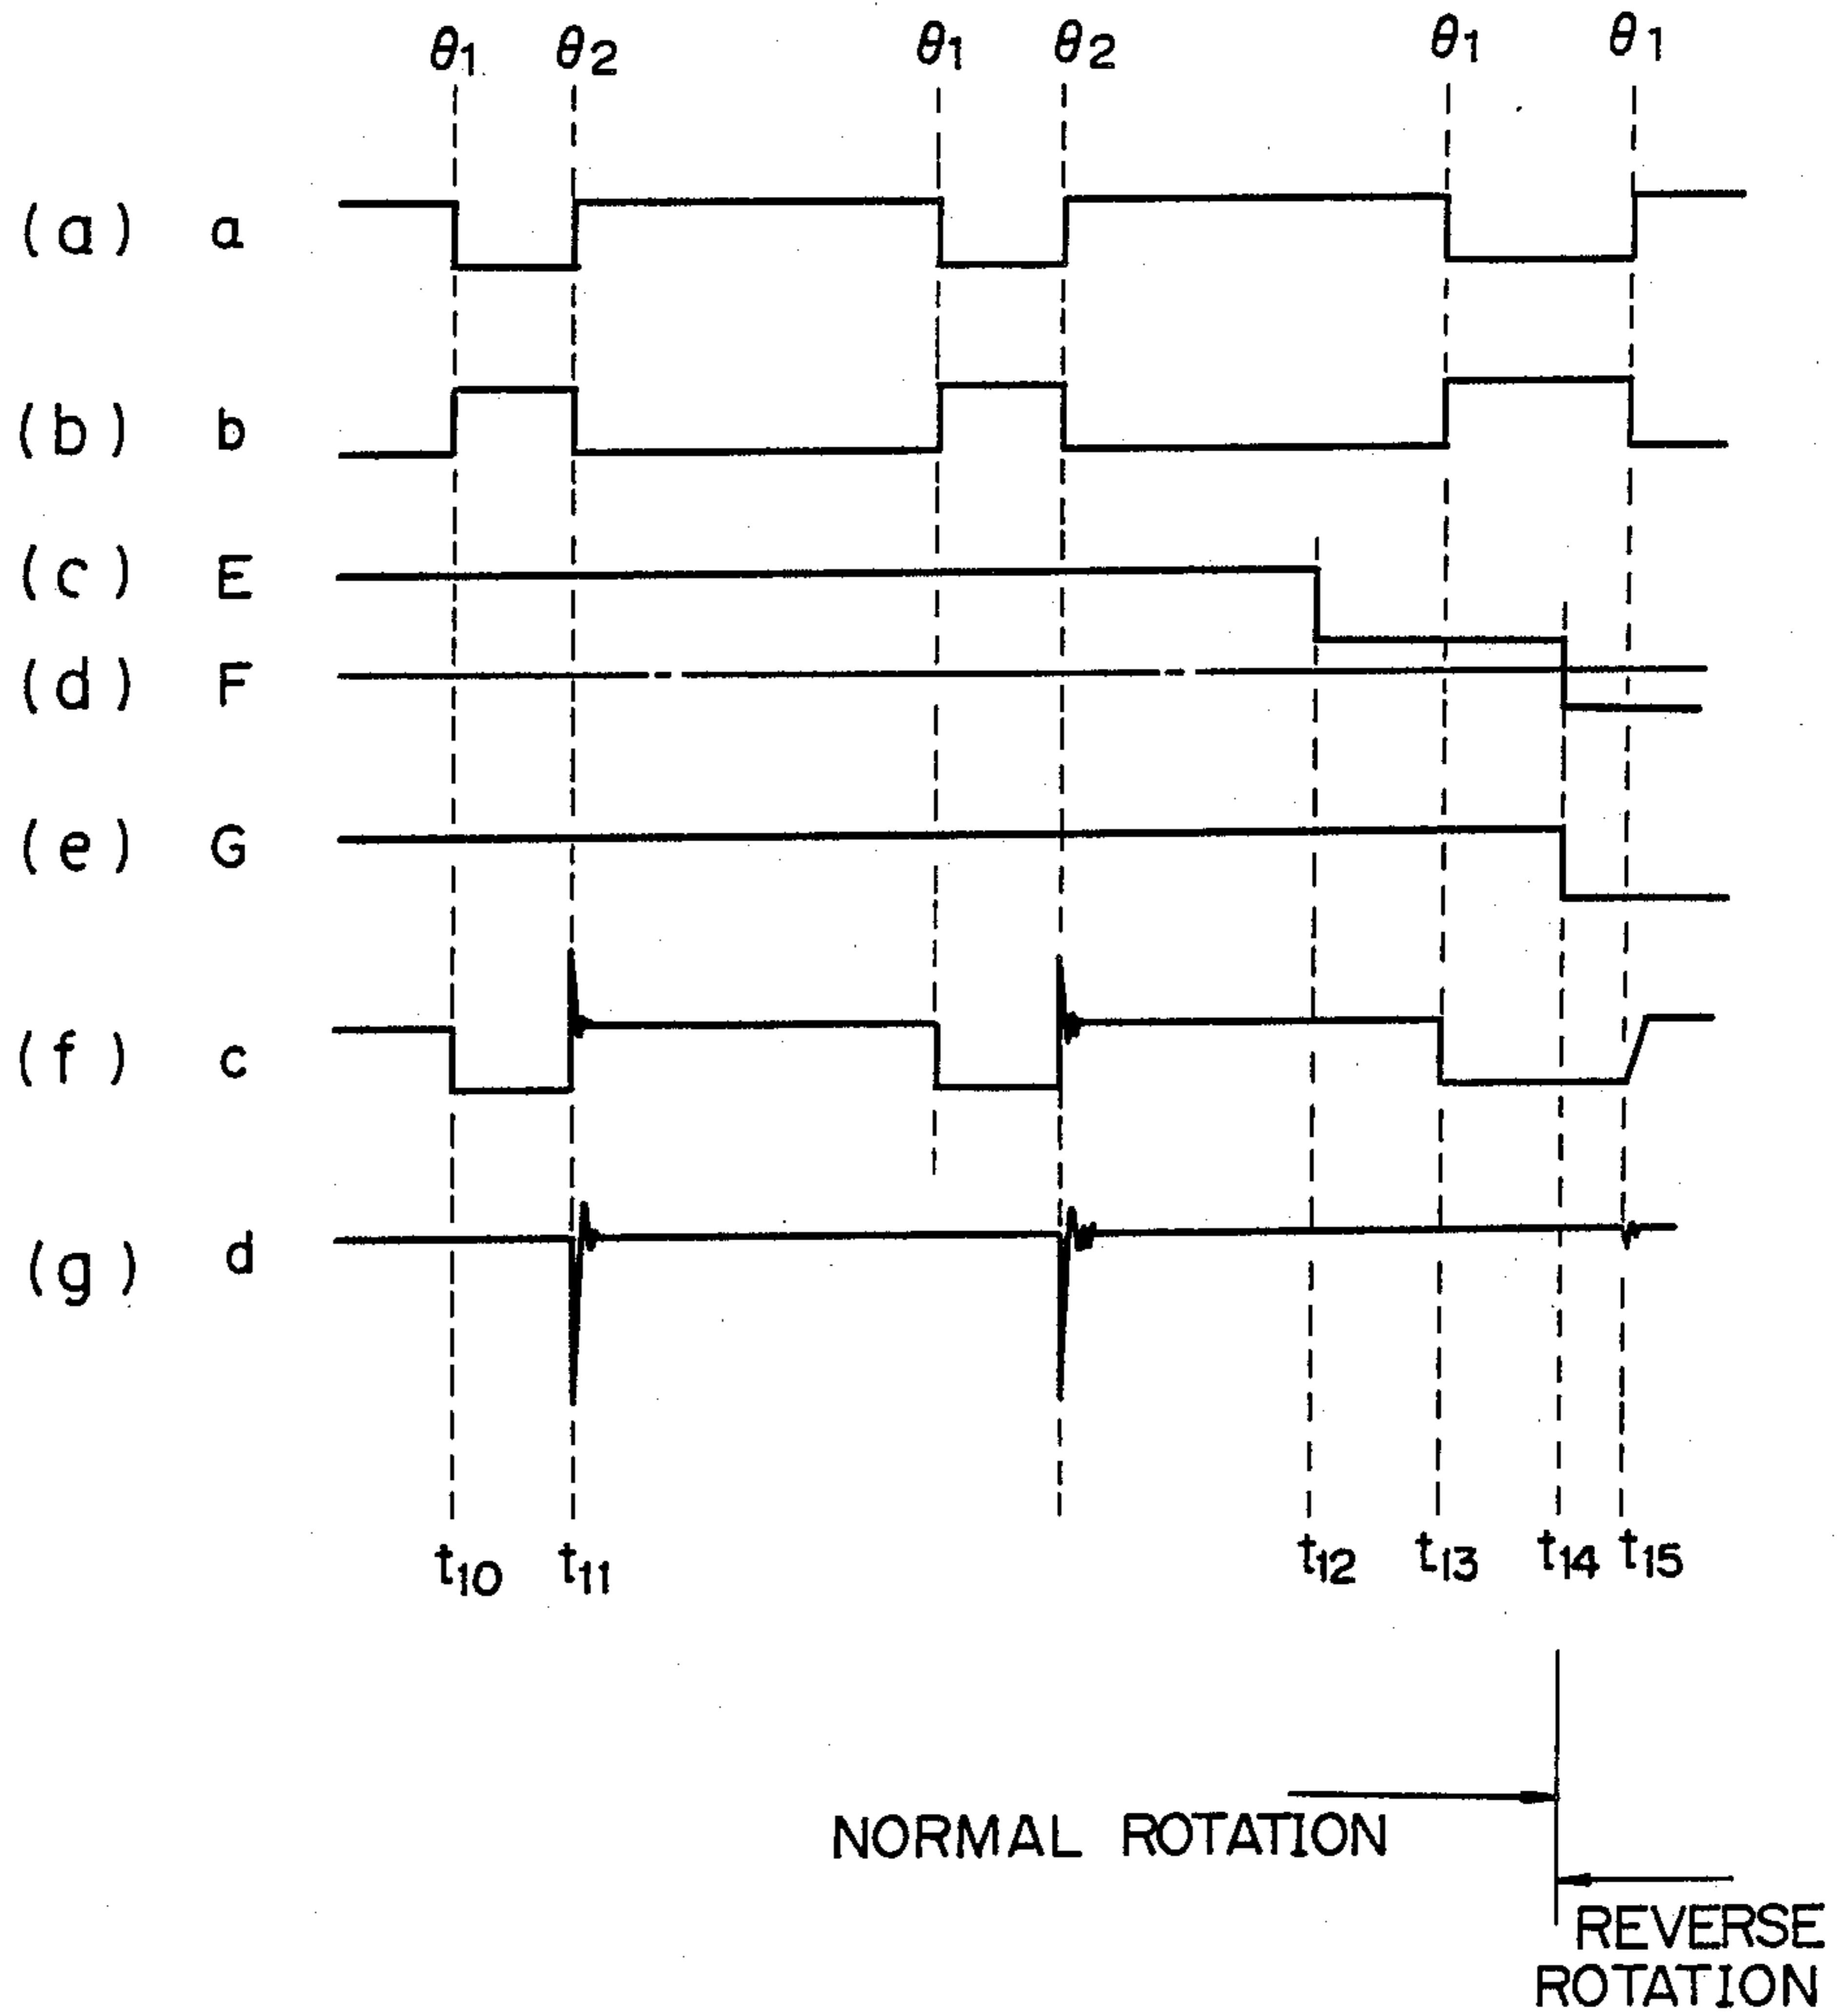 θ1 θ2 θ1 θ2 θ1 θ1
(a) a
(b) b
(c) E
(d) F
(e) G
(f) c
(g) d
t10 t11 t12 t13 t14 t15
NORMAL ROTATION
REVERSE
ROTATION